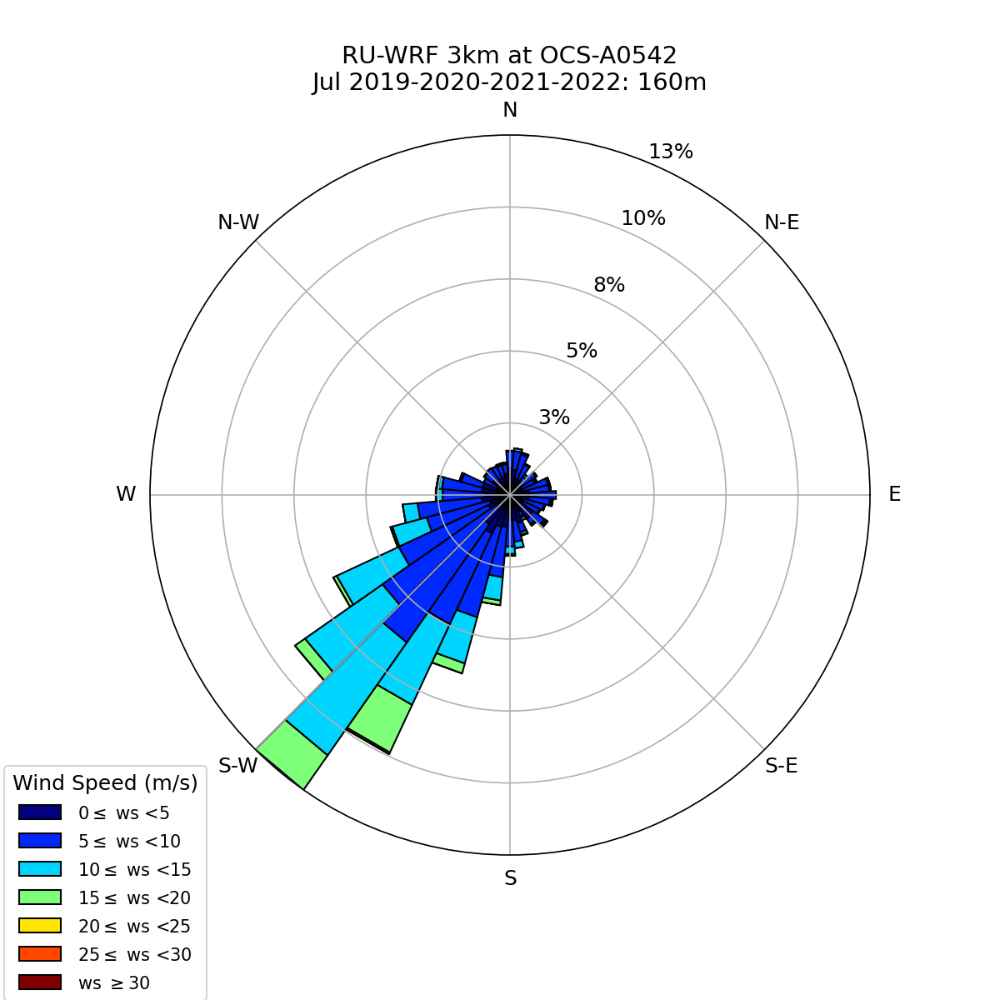 RU-WRF 3km at OCS-A0542
Jul 2019-2020-2021-2022: 160m
N
13%
N-W
10%
N-E
8%
5%
3%
W
E
S-W
S-E
S
Wind Speed (m/s)
0≤ ws <5
5≤ ws <10
10≤ ws <15
15≤ ws <20
20≤ ws <25
25≤ ws <30
ws ≥30